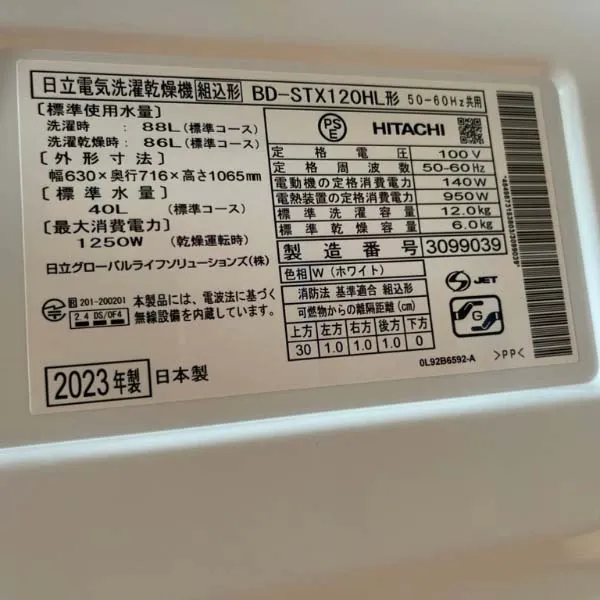 日立電気洗濯乾燥機 組込形 BD-STX120HL形 50-60Hz共用
[標準使用水量]
洗濯時 : 88L(標準コース)
洗濯乾燥時 : 86L(標準コース)
[外形寸法]
幅630×奥行716×高さ1065mm
[標準水量]
40L (標準コース)
[最大消費電力]
1250W (乾燥運転時)
日立グローバルライフソリューションズ(株)
R 201-200201
2.4 DS/OF4
本製品には、電波法に基づく
無線設備を内蔵しています。
2023年製 日本製
PSE HITACHI
定格電圧 100V
定格周波数 50-60Hz
電動機の定格消費電力 140W
電熱装置の定格消費電力 950W
標準洗濯容量 12.0kg
標準乾燥容量 6.0kg
製造番号 3099039
色相 W(ホワイト)
消防法 基準適合 組込形
可燃物からの離隔距離(cm)
上方 左方 右方 後方 下方
30 1.0 1.0 1.0 0
S JET
G
0L92B6592-A >PP<